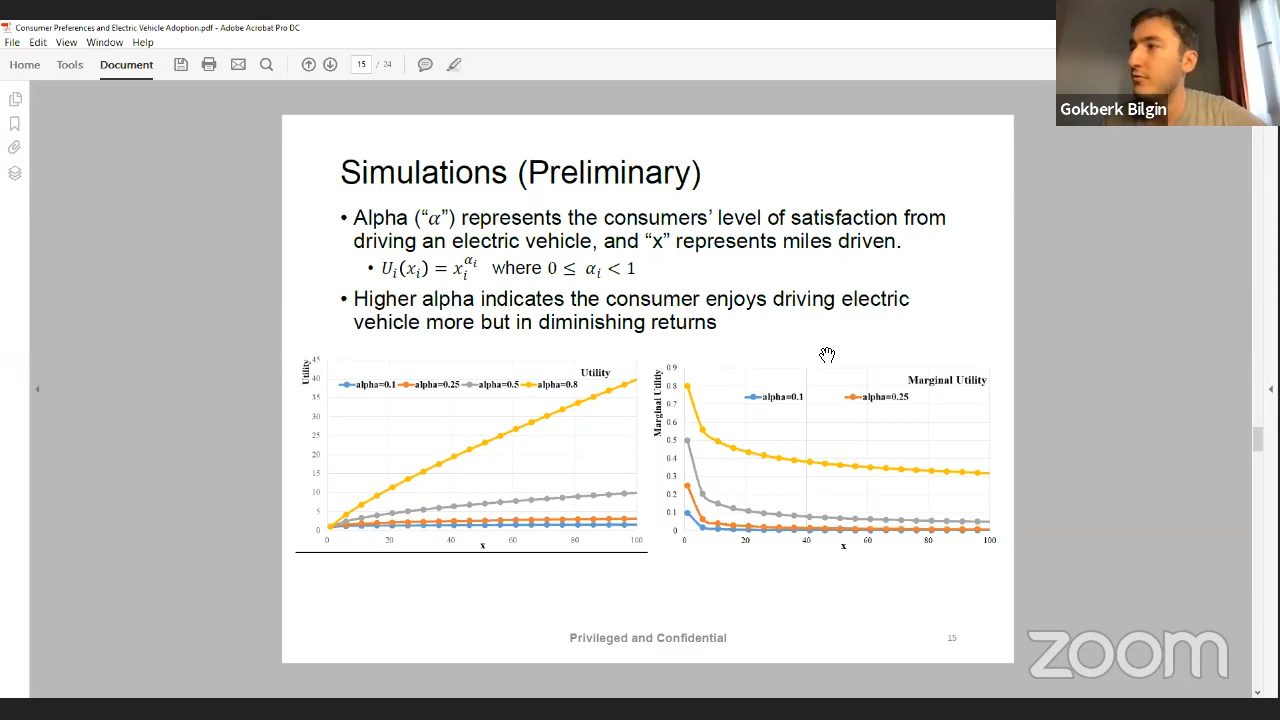 Consumer Preferences and Electric Vehicle Adoption.pdf - Adobe Acrobat Pro DC
File Edit View Window Help
Home Tools Document 15 / 24
Gokberk Bilgin
Simulations (Preliminary)
• Alpha (“α”) represents the consumers’ level of satisfaction from
driving an electric vehicle, and “x” represents miles driven.
• Uᵢ(xᵢ) = xᵢ^αᵢ where 0 ≤ αᵢ < 1
• Higher alpha indicates the consumer enjoys driving electric
vehicle more but in diminishing returns
Utility
Utility
alpha=0.1 alpha=0.25 alpha=0.5 alpha=0.8
45
40
35
30
25
20
15
10
5
0
0 20 40 60 80 100
x
Marginal Utility
Marginal Utility
alpha=0.1 alpha=0.25
0.9
0.8
0.7
0.6
0.5
0.4
0.3
0.2
0.1
0
0 20 40 60 80 100
x
Privileged and Confidential
15
zoom